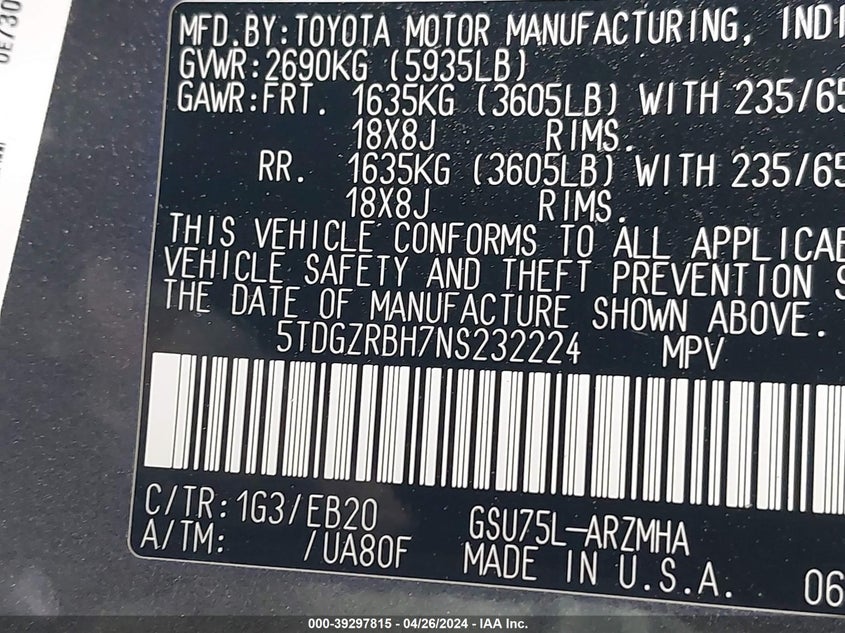 MFD.BY:TOYOTA MOTOR MANUFACTURING, INDI
GVWR:2690KG (5935LB)
GAWR:FRT. 1635KG (3605LB) WITH 235/65
18X8J RIMS.
RR. 1635KG (3605LB) WITH 235/65
18X8J RIMS.
THIS VEHICLE CONFORMS TO ALL APPLICAB
VEHICLE SAFETY AND THEFT PREVENTION S
THE DATE OF MANUFACTURE SHOWN ABOVE.
5TDGZRBH7NS232224 MPV
C/TR: 1G3/EB20 GSU75L-ARZMHA
A/TM: /UA80F MADE IN U.S.A. 06
000-39297815 - 04/26/2024 - IAA Inc.